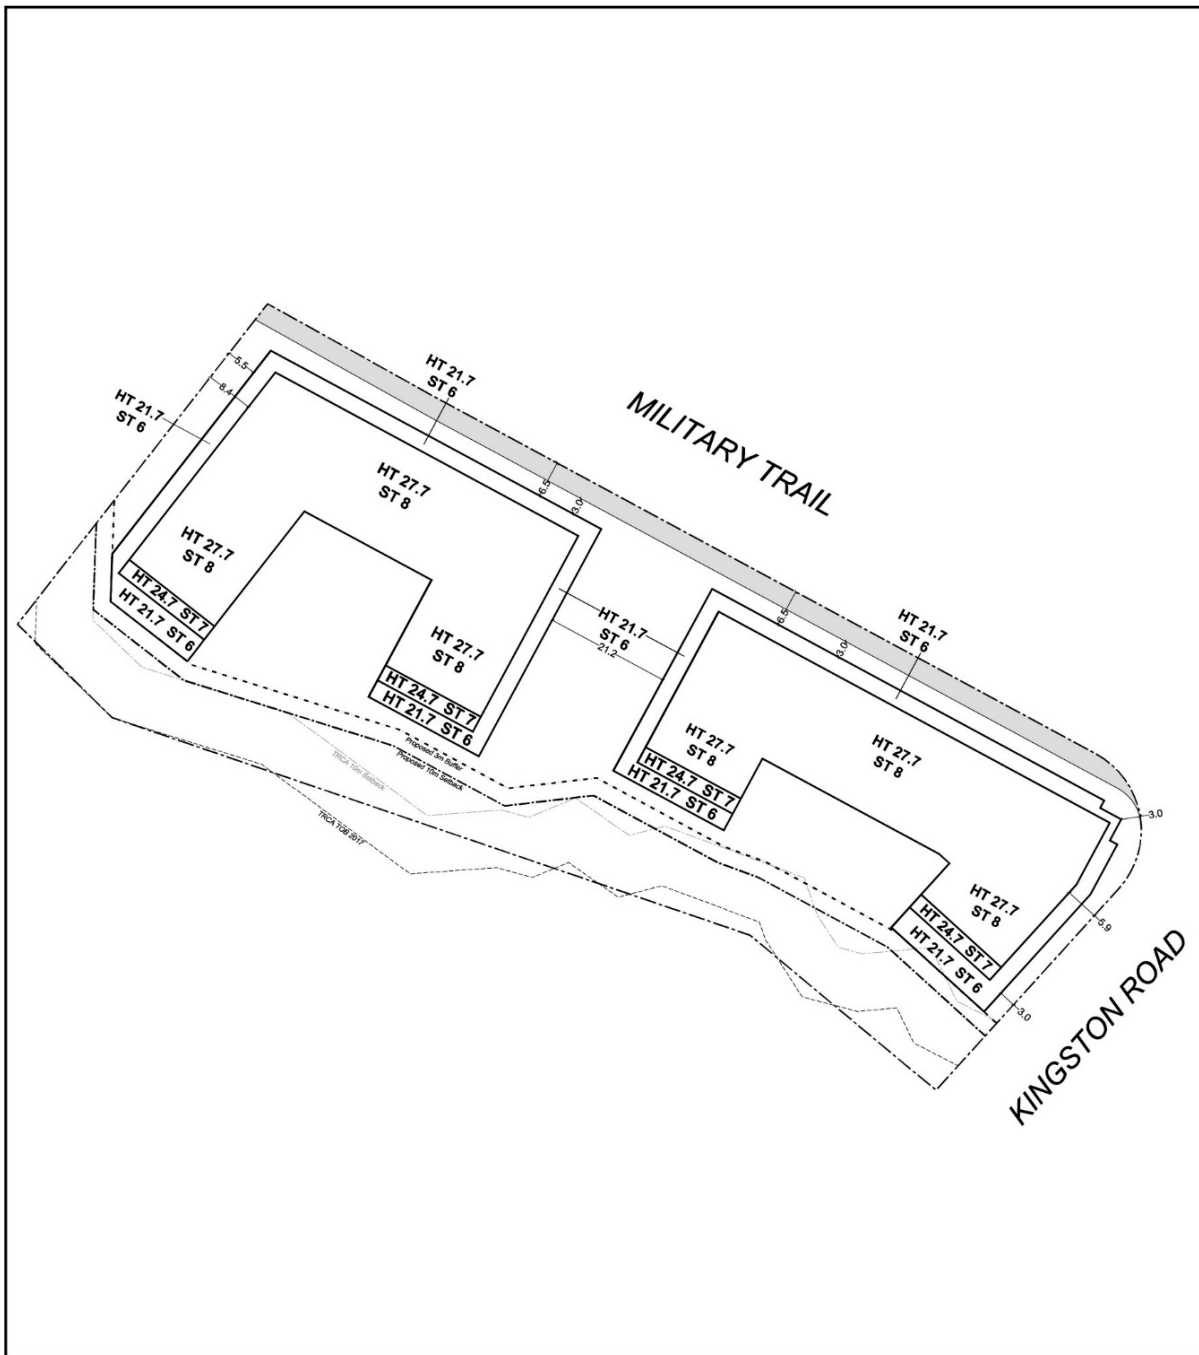 HT 21.7
ST 6
MILITARY TRAIL
5.5
8.4
HT 21.7
ST 6
HT 27.7
ST 8
6.5
3.0
HT 27.7
ST 8
HT 24.7 ST 7
HT 21.7 ST 6
HT 27.7
ST 8
HT 24.7 ST 7
HT 21.7 ST 6
HT 21.7
ST 6
21.2
6.5
3.0
HT 21.7
ST 6
HT 27.7
ST 8
HT 24.7 ST 7
HT 21.7 ST 6
HT 27.7
ST 8
3.0
HT 27.7
ST 8
HT 24.7 ST 7
HT 21.7 ST 6
5.9
3.0
Proposed 3m Buffer
Proposed 10m Setback
TRCA 10m Setback
TRCA TOB 2017
KINGSTON ROAD